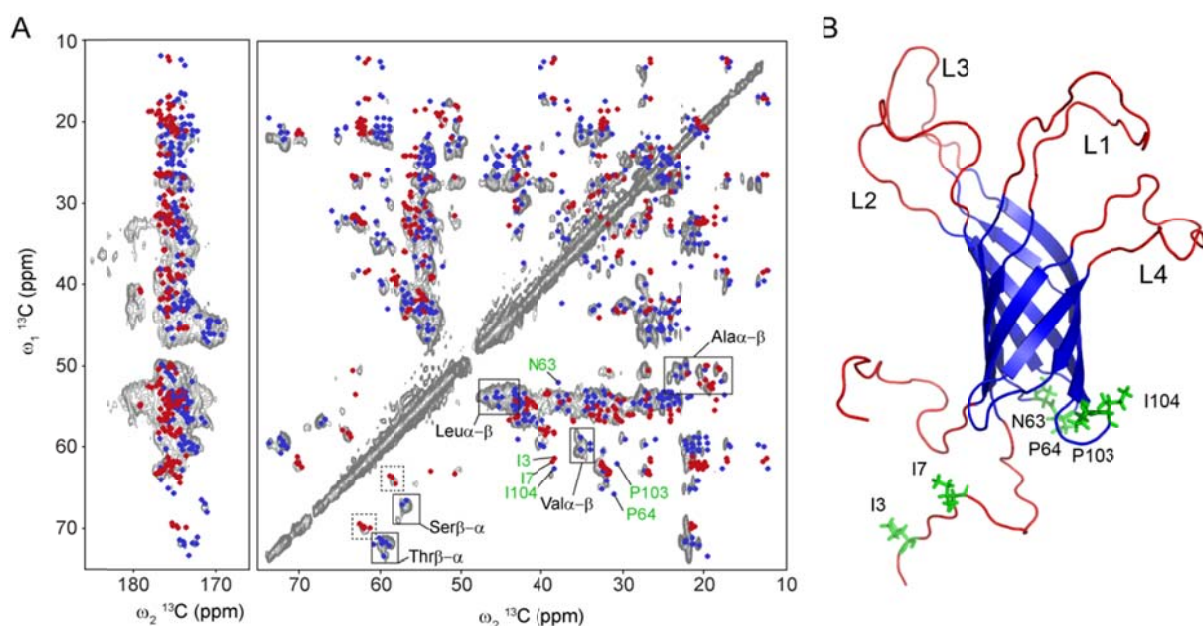 A
10
20
30
40
50
60
70
ω₁ ¹³C (ppm)
180 170
ω₂ ¹³C (ppm)
70 60 50 40 30 20 10
ω₂ ¹³C (ppm)
Alaα-β
N63
Leuα-β
I3
I7
I104
Valα-β
P103
P64
Serβ-α
Thrβ-α
B
L3
L1
L2
L4
I104
N63
P64
P103
I7
I3